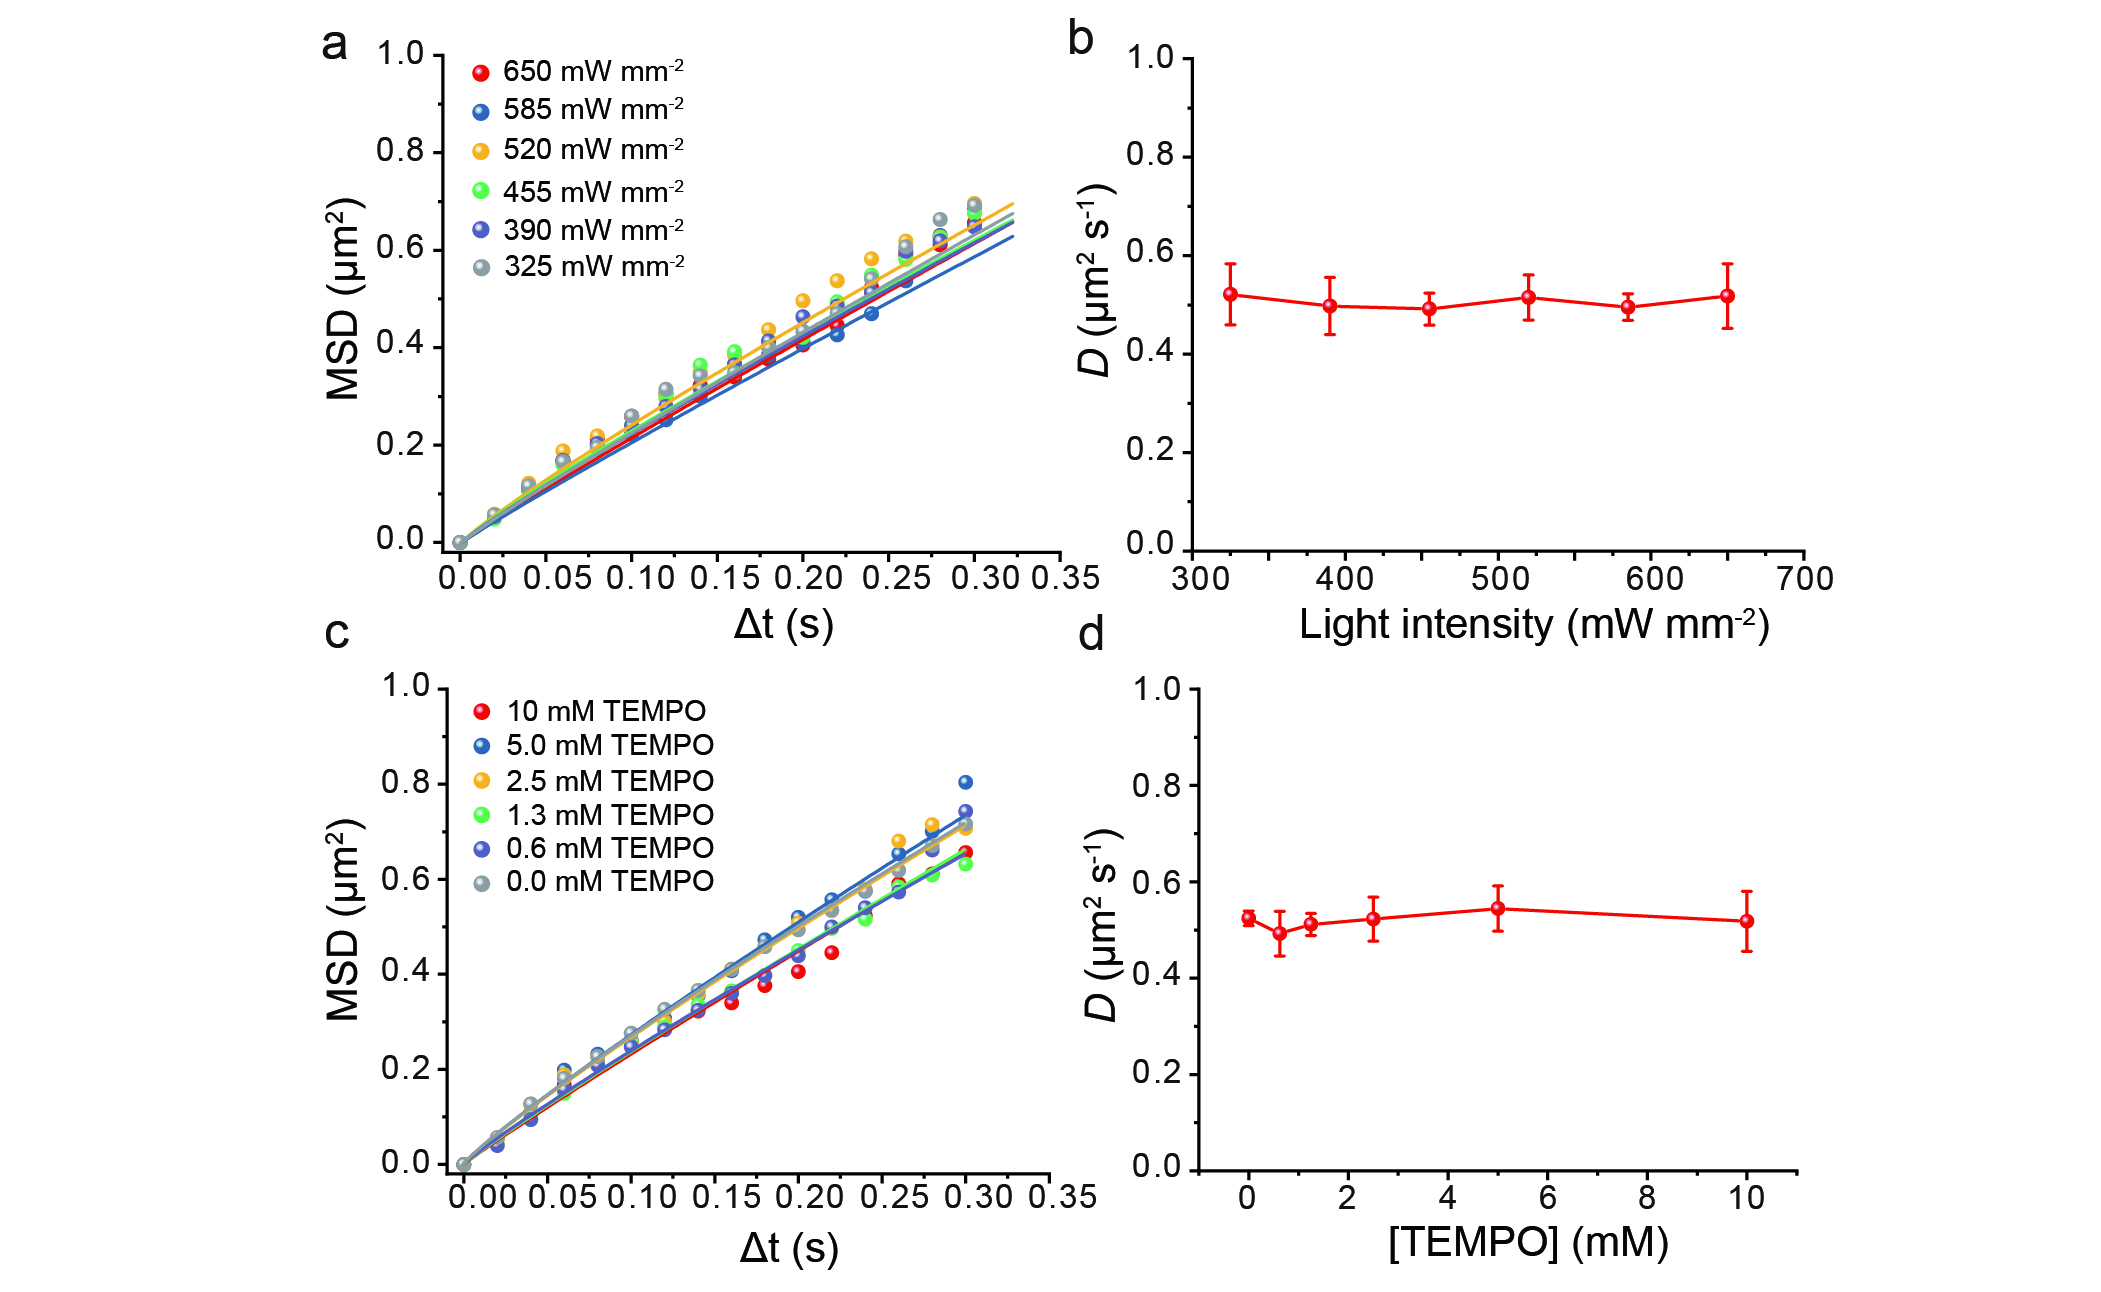 a
1.0
0.8
0.6
0.4
0.2
0.0
MSD (µm²)
650 mW mm⁻²
585 mW mm⁻²
520 mW mm⁻²
455 mW mm⁻²
390 mW mm⁻²
325 mW mm⁻²
0.00 0.05 0.10 0.15 0.20 0.25 0.30 0.35
Δt (s)
b
1.0
0.8
0.6
0.4
0.2
0.0
D (µm² s⁻¹)
300 400 500 600 700
Light intensity (mW mm⁻²)
c
1.0
0.8
0.6
0.4
0.2
0.0
MSD (µm²)
10 mM TEMPO
5.0 mM TEMPO
2.5 mM TEMPO
1.3 mM TEMPO
0.6 mM TEMPO
0.0 mM TEMPO
0.00 0.05 0.10 0.15 0.20 0.25 0.30 0.35
Δt (s)
d
1.0
0.8
0.6
0.4
0.2
0.0
D (µm² s⁻¹)
0 2 4 6 8 10
[TEMPO] (mM)